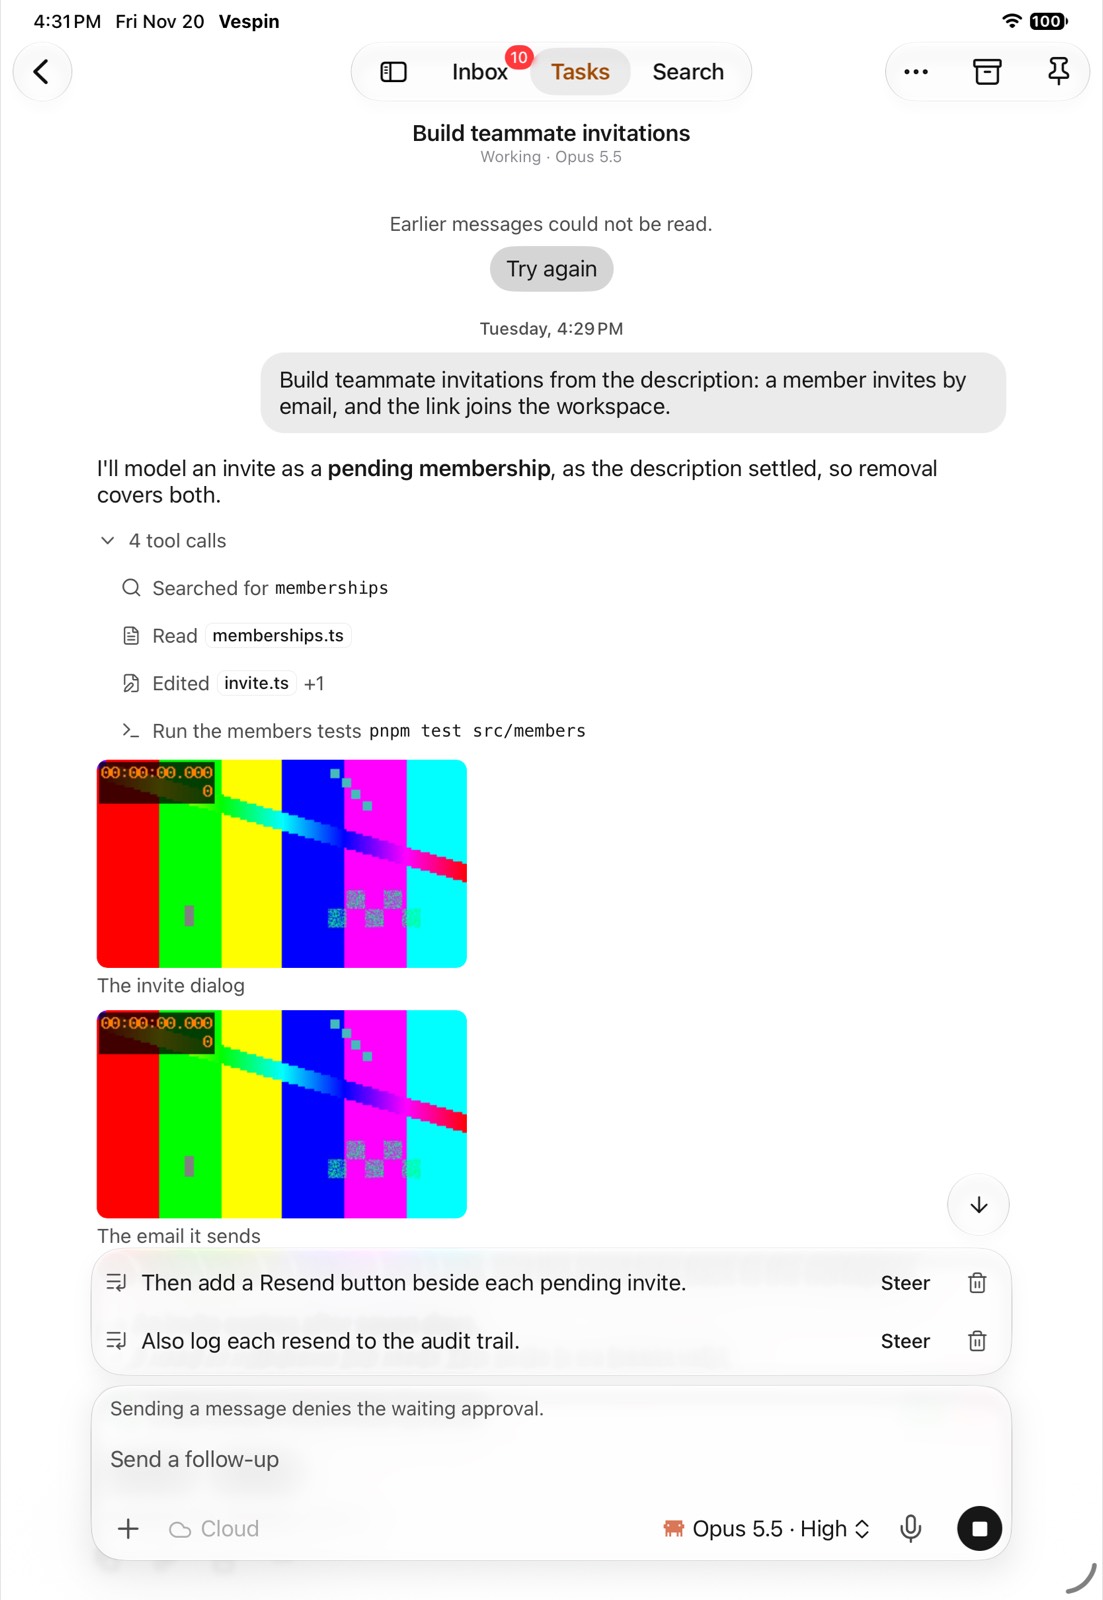 4:31 PM Fri Nov 20 Vespin 100
Inbox 10 Tasks Search
Build teammate invitations
Working · Opus 5.5
Earlier messages could not be read.
Try again
Tuesday, 4:29 PM
Build teammate invitations from the description: a member invites by
email, and the link joins the workspace.
I'll model an invite as a pending membership, as the description settled, so removal
covers both.
4 tool calls
Searched for memberships
Read memberships.ts
Edited invite.ts +1
Run the members tests pnpm test src/members
00:00:00.000
0
The invite dialog
00:00:00.000
0
The email it sends
Then add a Resend button beside each pending invite. Steer
Also log each resend to the audit trail. Steer
Sending a message denies the waiting approval.
Send a follow-up
Cloud Opus 5.5 · High